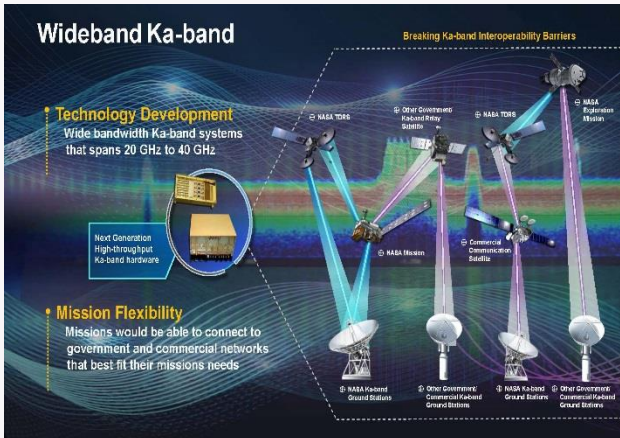 Wideband Ka-band
Breaking Ka-band Interoperability Barriers
Technology Development
Wide bandwidth Ka-band systems
that spans 20 GHz to 40 GHz
Next Generation
High-throughput
Ka-band hardware
Mission Flexibility
Missions would be able to connect to
government and commercial networks
that best fit their missions needs
NASA TDRS
Other Government/
Ka-band Relay
Satellite
NASA TDRS
NASA
Exploration
Mission
NASA Mission
Commercial
Communication
Satellite
NASA Ka-band
Ground Stations
Other Government/
Commercial Ka-band
Ground Stations
NASA Ka-band
Ground Stations
Other Government/
Commercial Ka-band
Ground Stations